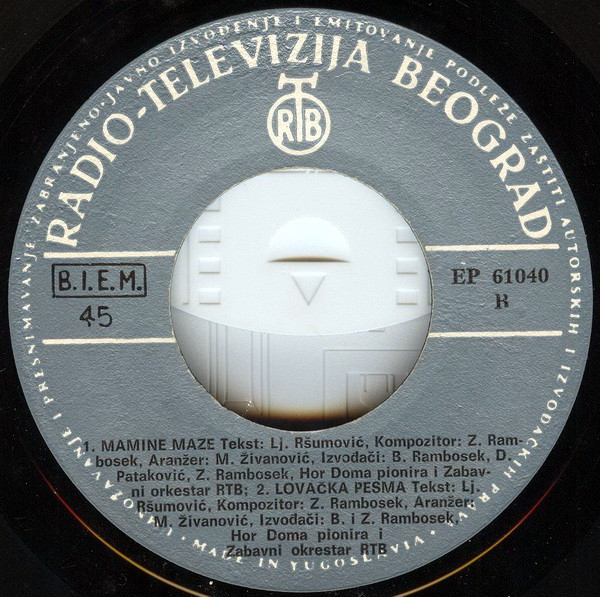 PRESNIMAVANJE ZABRANJENO • JAVNO IZVOĐENJE I EMITOVANJE PODLEŽE ZAŠTITI AUTORSKIH I IZVOĐAČKIH
RADIO-TELEVIZIJA BEOGRAD
RTB
B.I.E.M.
45
EP 61040
B
1. MAMINE MAZE Tekst: Lj. Ršumović, Kompozitor: Z. Ram-
bosek, Aranžer: M. Živanović, Izvođači: B. Rambosek, D.
Pataković, Z. Rambosek, Hor Doma pionira i Zabav-
ni orkestar RTB; 2. LOVAČKA PESMA Tekst: Lj.
Ršumović, Kompozitor: Z. Rambosek, Aranžer:
M. Živanović, Izvođači: B. i Z. Rambosek,
Hor Doma pionira i
Zabavni okrestar RTB
MADE IN YUGOSLAVIA